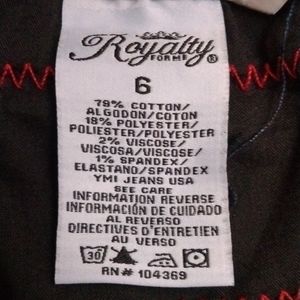 Royalty
FOR ME ®
6
79% COTTON/
ALGODON/COTON
18% POLYESTER/
POLIESTER/POLYESTER
2% VISCOSE/
VISCOSA/VISCOSE/
1% SPANDEX/
ELASTANO/SPANDEX
YMI JEANS USA
SEE CARE
INFORMATION REVERSE
INFORMACIÓN DE CUIDADO
AL REVERSO
DIRECTIVES D'ENTRETIEN
AU VERSO
30
RN# 104369